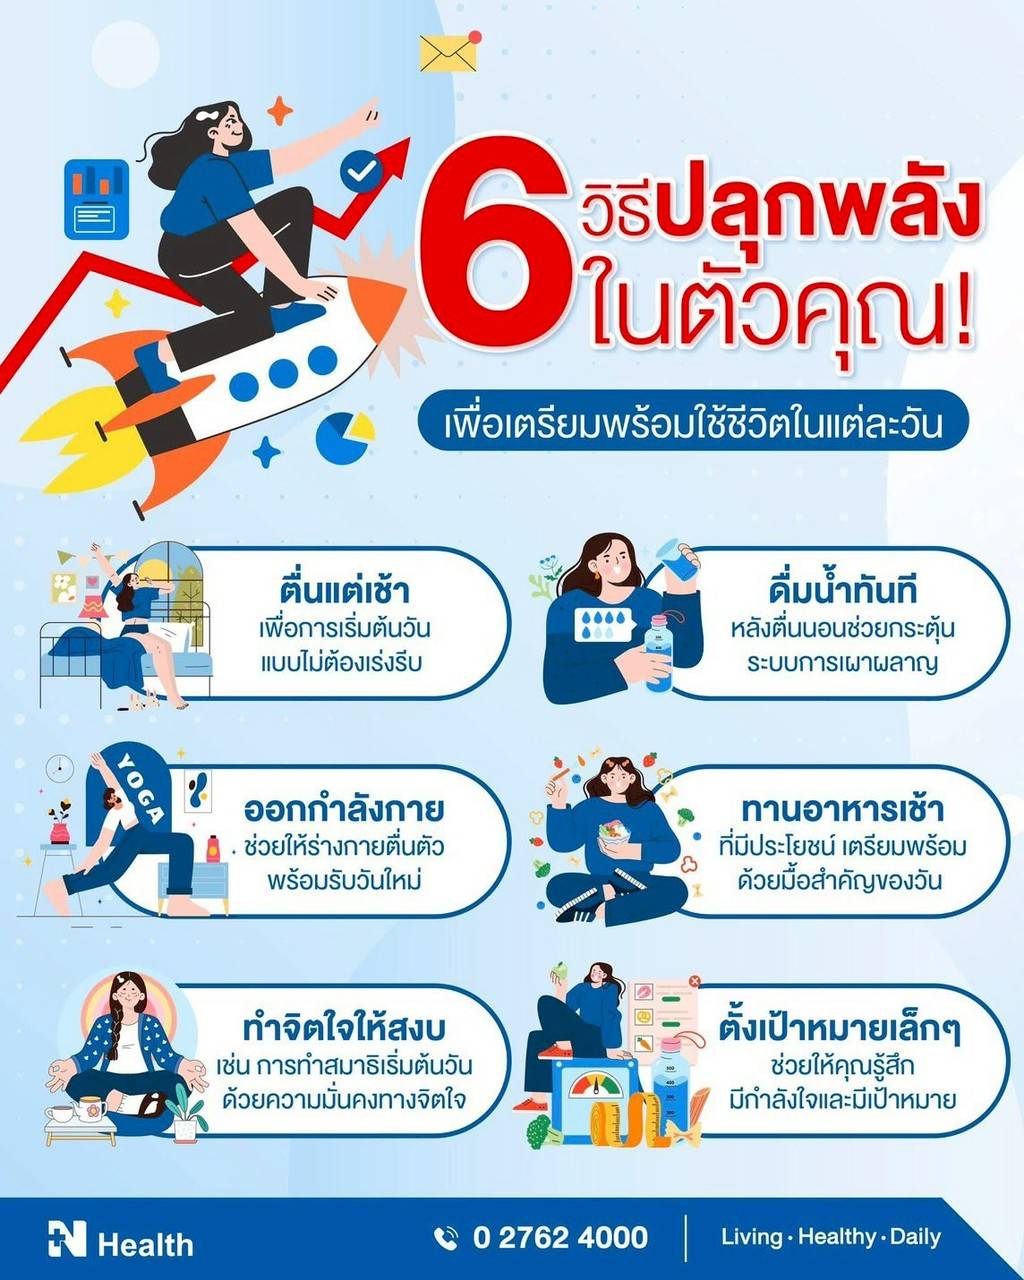 6 วิธีปลุกพลัง
ในตัวคุณ!
เพื่อเตรียมพร้อมใช้ชีวิตในแต่ละวัน
ตื่นแต่เช้า
เพื่อการเริ่มต้นวัน
แบบไม่ต้องเร่งรีบ
ดื่มน้ำทันที
หลังตื่นนอนช่วยกระตุ้น
ระบบการเผาผลาญ
YOGA
ออกกำลังกาย
ช่วยให้ร่างกายตื่นตัว
พร้อมรับวันใหม่
ทานอาหารเช้า
ที่มีประโยชน์ เตรียมพร้อม
ด้วยมื้อสำคัญของวัน
ทำจิตใจให้สงบ
เช่น การทำสมาธิเริ่มต้นวัน
ด้วยความมั่นคงทางจิตใจ
ตั้งเป้าหมายเล็กๆ
ช่วยให้คุณรู้สึก
มีกำลังใจและมีเป้าหมาย
N Health
0 2762 4000
Living · Healthy · Daily